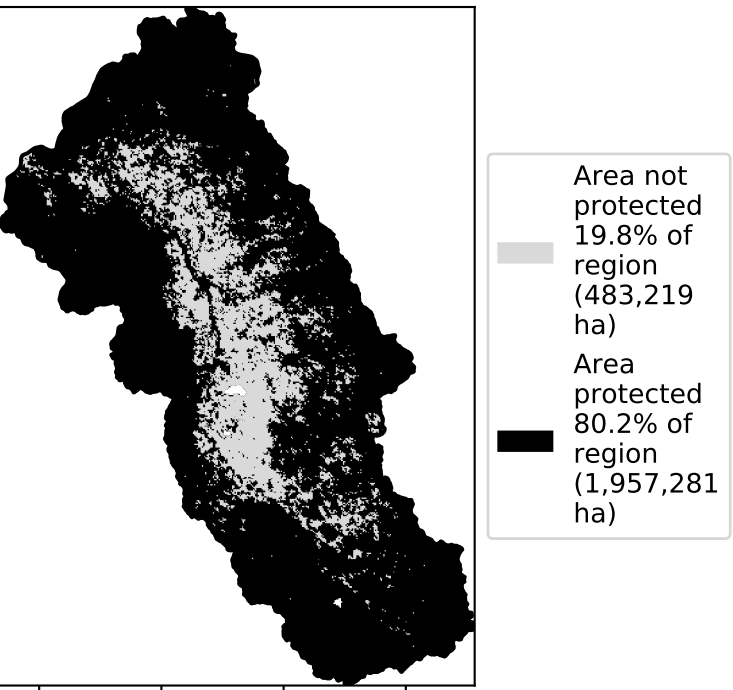 Area not
protected
19.8% of
region
(483,219
ha)
Area
protected
80.2% of
region
(1,957,281
ha)